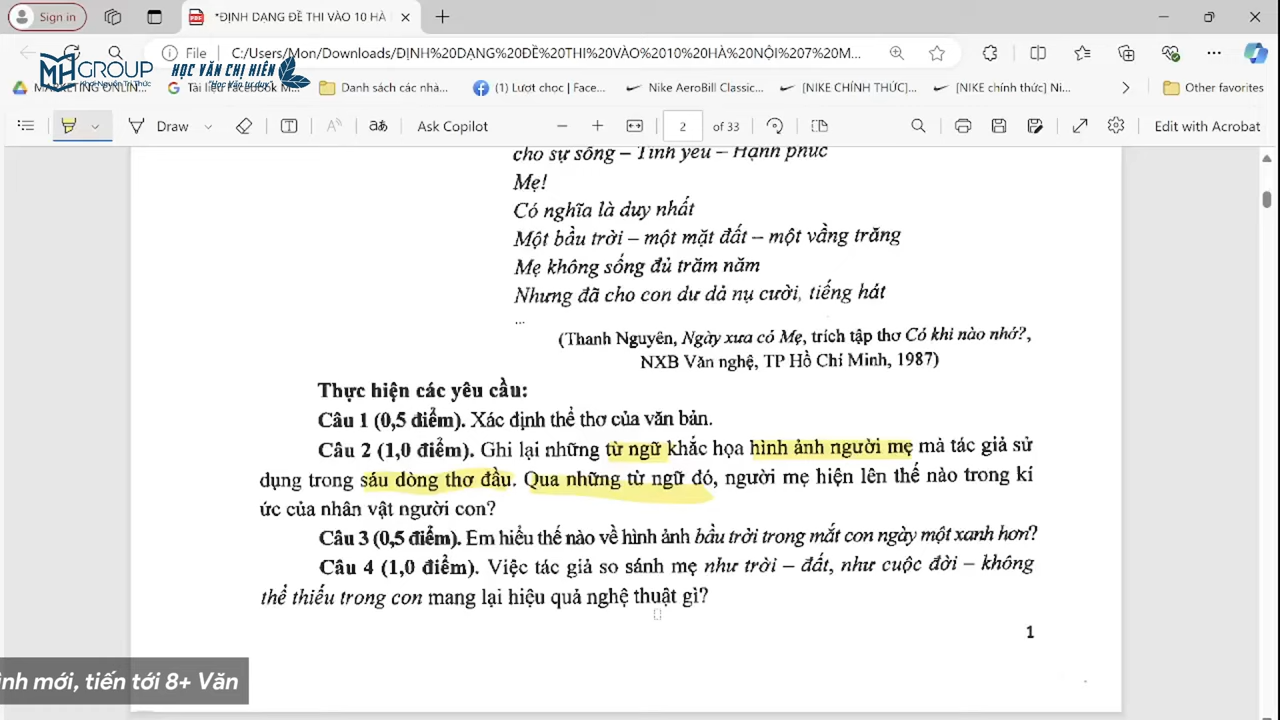 Sign in
*ĐỊNH DẠNG ĐỀ THI VÀO 10 HÀ
File
C:/Users/Mon/Downloads/ĐỊNH%20DẠNG%20ĐỀ%20THI%20VÀO%2010%20HÀ%20NỘI%207%20M...
MH GROUP
Khơi Nguồn Tri Thức
HỌC VĂN CHỊ HIÊN
"Học Văn tư duy"
MARKETING ONLIN...
Tài liệu Facebook M...
Danh sách các nhà...
(1) Lượt chọc | Face...
Nike AeroBill Classic...
[NIKE CHÍNH THỨC]...
[NIKE chính thức] Ni...
Other favorites
Draw
Ask Copilot
2 of 33
Edit with Acrobat
cho sự sống – Tình yêu – Hạnh phúc
Mẹ!
Có nghĩa là duy nhất
Một bầu trời – một mặt đất – một vầng trăng
Mẹ không sống đủ trăm năm
Nhưng đã cho con dư dả nụ cười, tiếng hát
...
(Thanh Nguyên, Ngày xưa có Mẹ, trích tập thơ Có khi nào nhớ?,
NXB Văn nghệ, TP Hồ Chí Minh, 1987)
Thực hiện các yêu cầu:
Câu 1 (0,5 điểm). Xác định thể thơ của văn bản.
Câu 2 (1,0 điểm). Ghi lại những từ ngữ khắc họa hình ảnh người mẹ mà tác giả sử
dụng trong sáu dòng thơ đầu. Qua những từ ngữ đó, người mẹ hiện lên thế nào trong kí
ức của nhân vật người con?
Câu 3 (0,5 điểm). Em hiểu thế nào về hình ảnh bầu trời trong mắt con ngày một xanh hơn?
Câu 4 (1,0 điểm). Việc tác giả so sánh mẹ như trời – đất, như cuộc đời – không
thể thiếu trong con mang lại hiệu quả nghệ thuật gì?
1
ình mới, tiến tới 8+ Văn